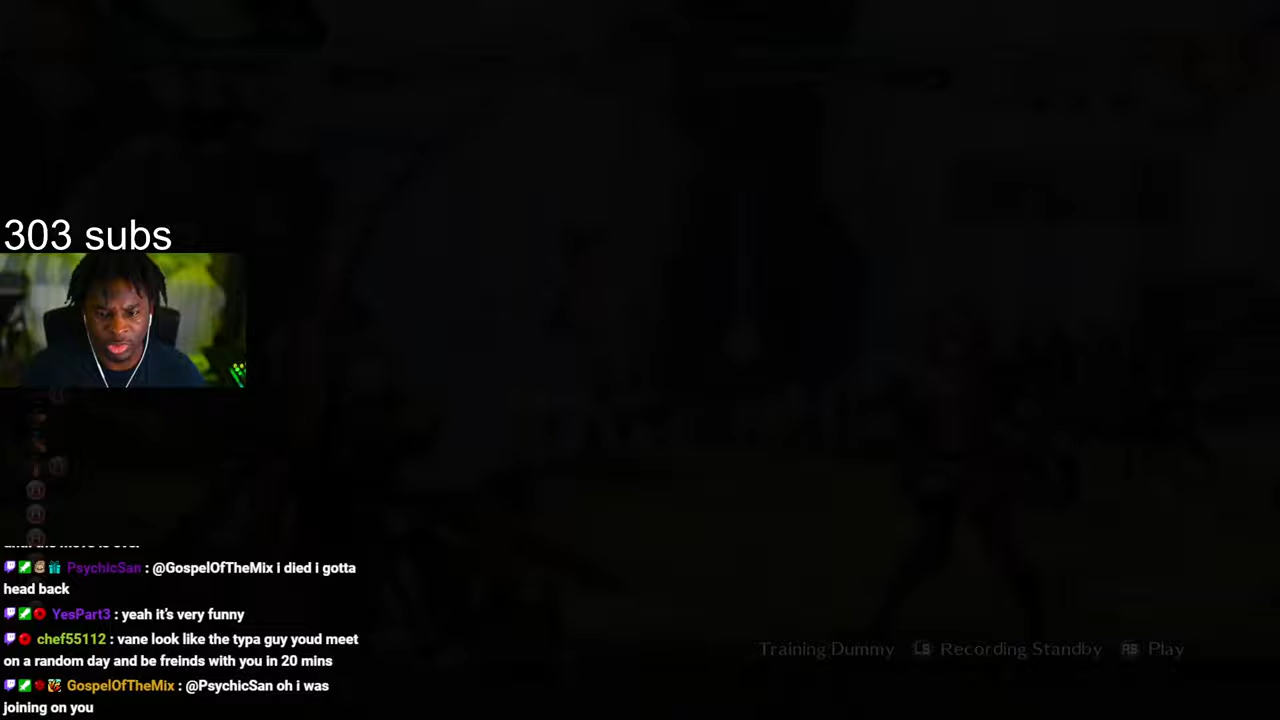 303 subs
PsychicSan : @GospelOfTheMix i died i gotta
head back
YesPart3 : yeah it's very funny
chef55112 : vane look like the typa guy youd meet
on a random day and be freinds with you in 20 mins
GospelOfTheMix : @PsychicSan oh i was
joining on you
Training Dummy LS Recording Standby RS Play